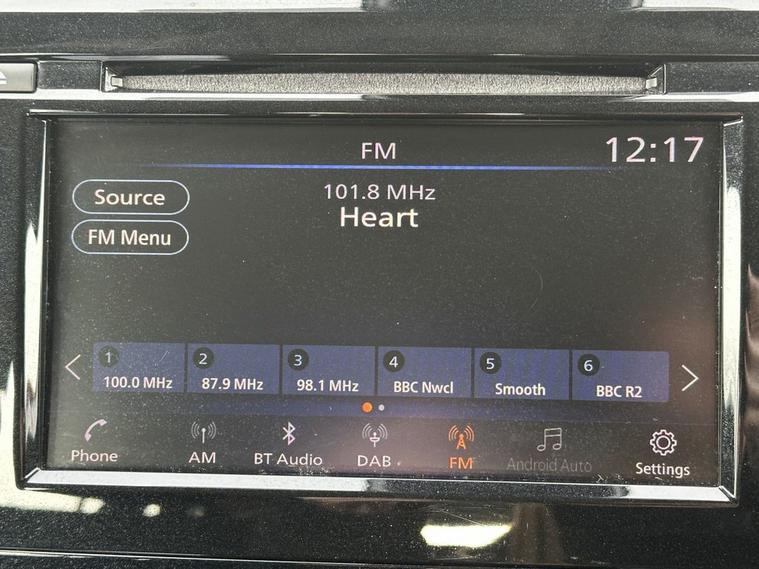 FM
12:17
Source
101.8 MHz
Heart
FM Menu
1
100.0 MHz
2
87.9 MHz
3
98.1 MHz
4
BBC Nwcl
5
Smooth
6
BBC R2
Phone
AM
BT Audio
DAB
FM
Android Auto
Settings